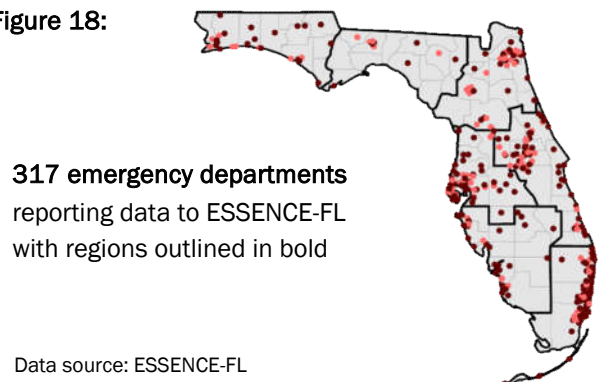 Figure 18:
317 emergency departments
reporting data to ESSENCE-FL
with regions outlined in bold
Data source: ESSENCE-FL